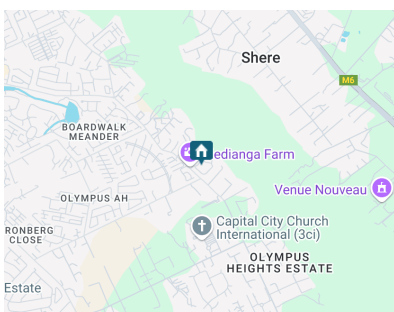 Shere
M6
BOARDWALK
MEANDER
edianga Farm
Venue Nouveau
OLYMPUS AH
Capital City Church
International (3ci)
RONBERG
CLOSE
OLYMPUS
HEIGHTS ESTATE
Estate